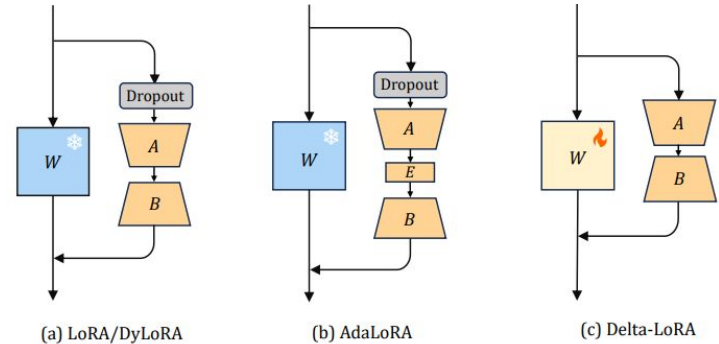 Dropout
W
A
B
(a) LoRA/DyLoRA
Dropout
W
A
E
B
(b) AdaLoRA
W
A
B
(c) Delta-LoRA